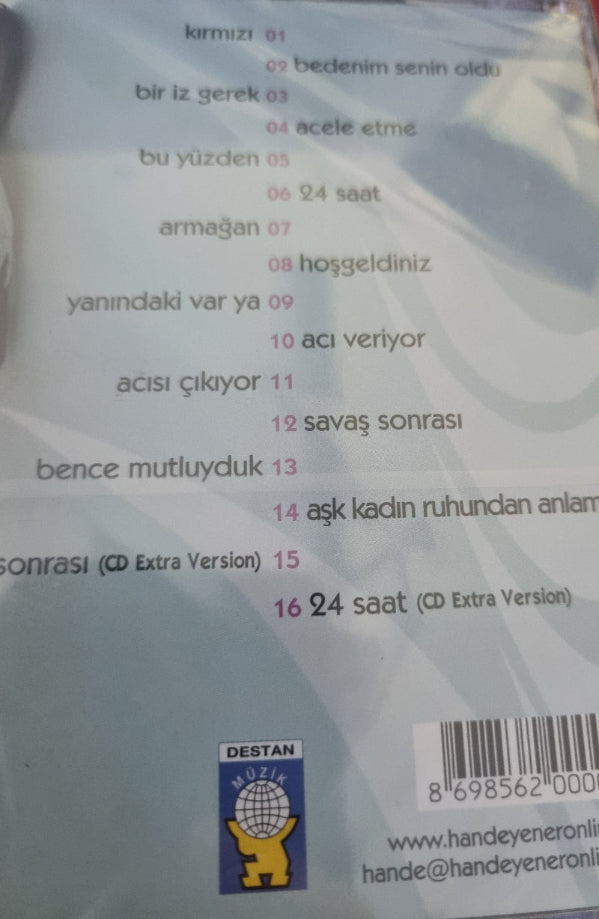 kırmızı 01
02 bedenim senin oldu
bir iz gerek 03
04 acele etme
bu yüzden 05
06 24 saat
armağan 07
08 hoşgeldiniz
yanındaki var ya 09
10 acı veriyor
acısı çıkıyor 11
12 savaş sonrası
bence mutluyduk 13
14 aşk kadın ruhundan anlam
sonrası (CD Extra Version) 15
16 24 saat (CD Extra Version)
DESTAN
MÜZİK
8 698562 000
www.handeyeneronli
hande@handeyeneronli